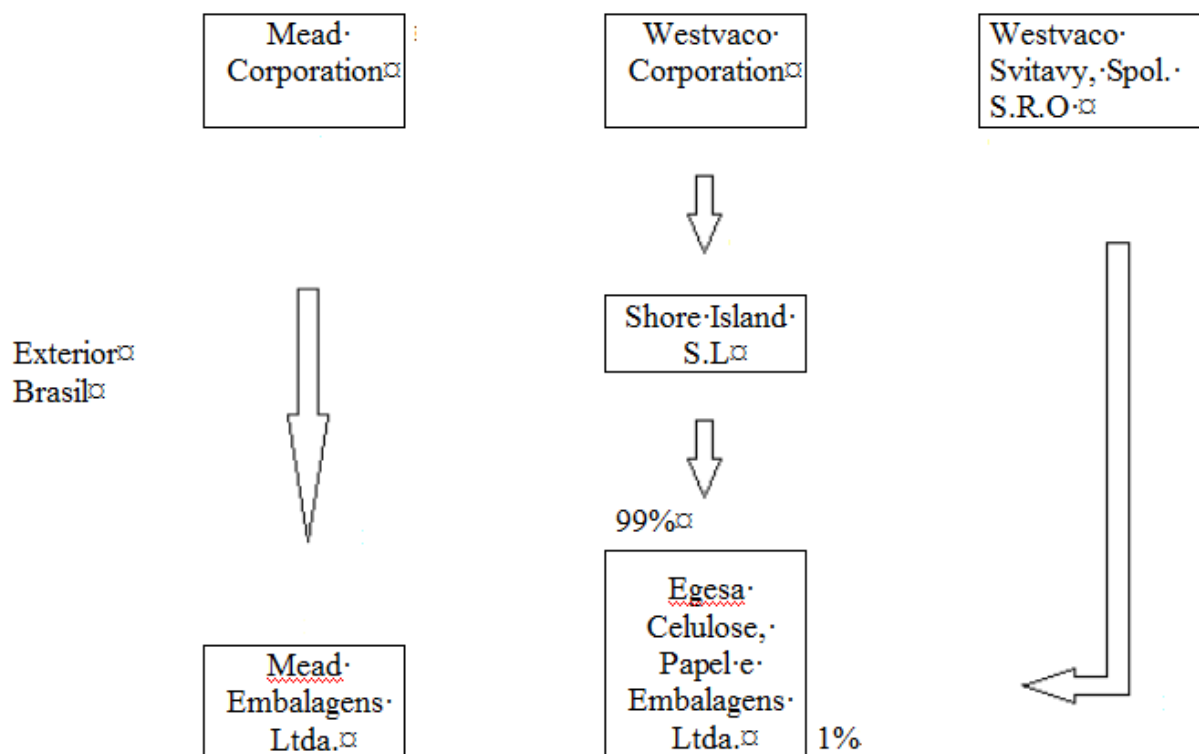 Mead·
Corporation¤
Westvaco·
Corporation¤
Westvaco·
Svitavy,·Spol.·
S.R.O·¤
Shore·Island·
S.L¤
Exterior¤
Brasil¤
99%¤
Egesa·
Celulose,·
Papel·e·
Embalagens·
Ltda.¤
1%
Mead·
Embalagens·
Ltda.¤